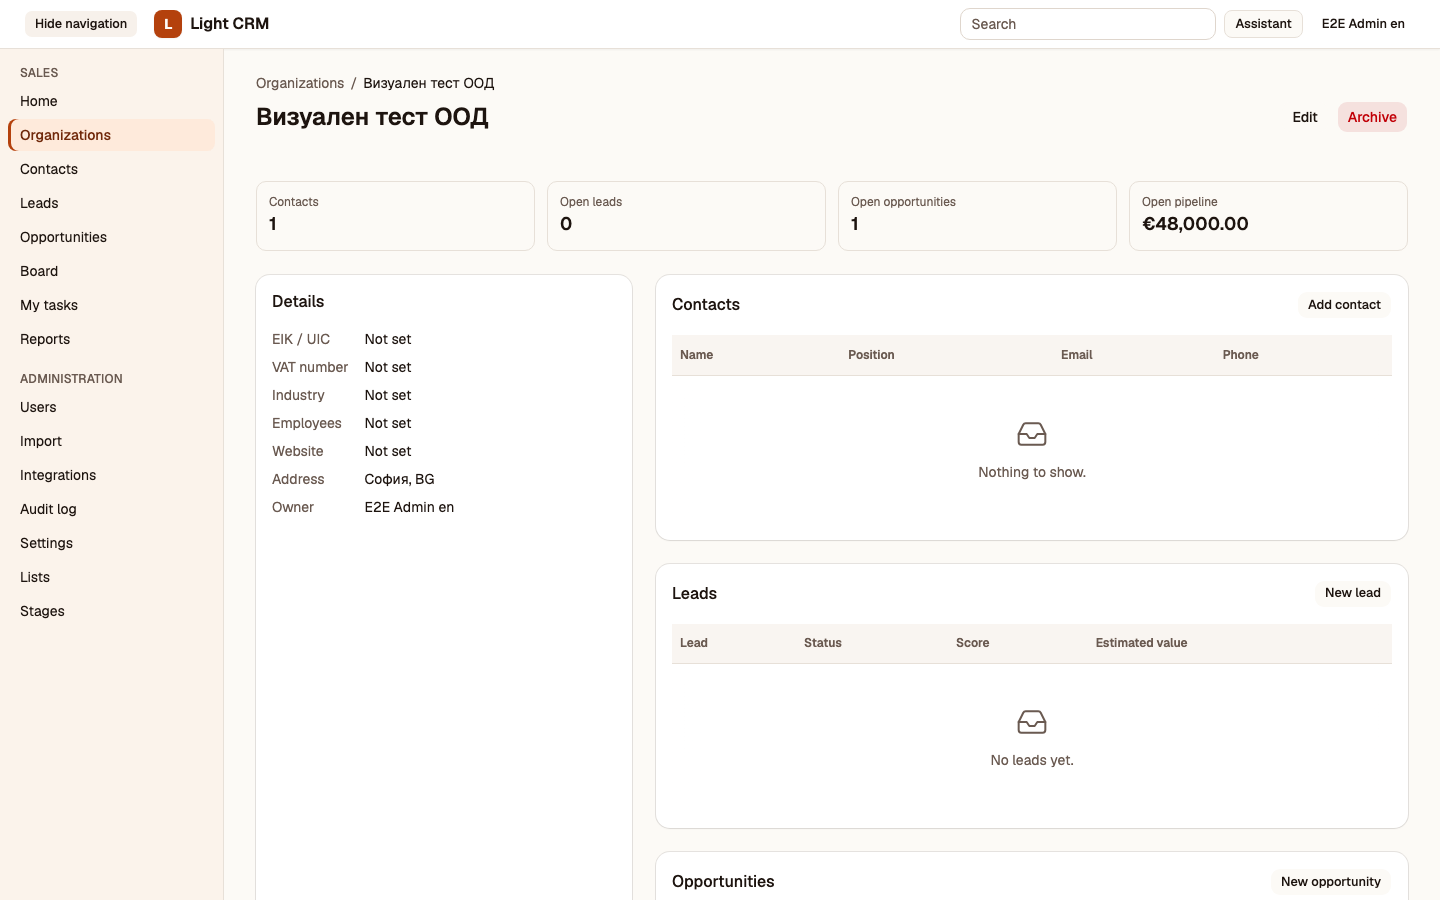 Hide navigation
L
Light CRM
Search
Assistant
E2E Admin en
SALES
Home
Organizations
Contacts
Leads
Opportunities
Board
My tasks
Reports
ADMINISTRATION
Users
Import
Integrations
Audit log
Settings
Lists
Stages
Organizations / Визуален тест ООД
Визуален тест ООД
Edit
Archive
Contacts
1
Open leads
0
Open opportunities
1
Open pipeline
€48,000.00
Details
EIK / UIC Not set
VAT number Not set
Industry Not set
Employees Not set
Website Not set
Address София, BG
Owner E2E Admin en
Contacts
Add contact
Name Position Email Phone
Nothing to show.
Leads
New lead
Lead Status Score Estimated value
No leads yet.
Opportunities
New opportunity